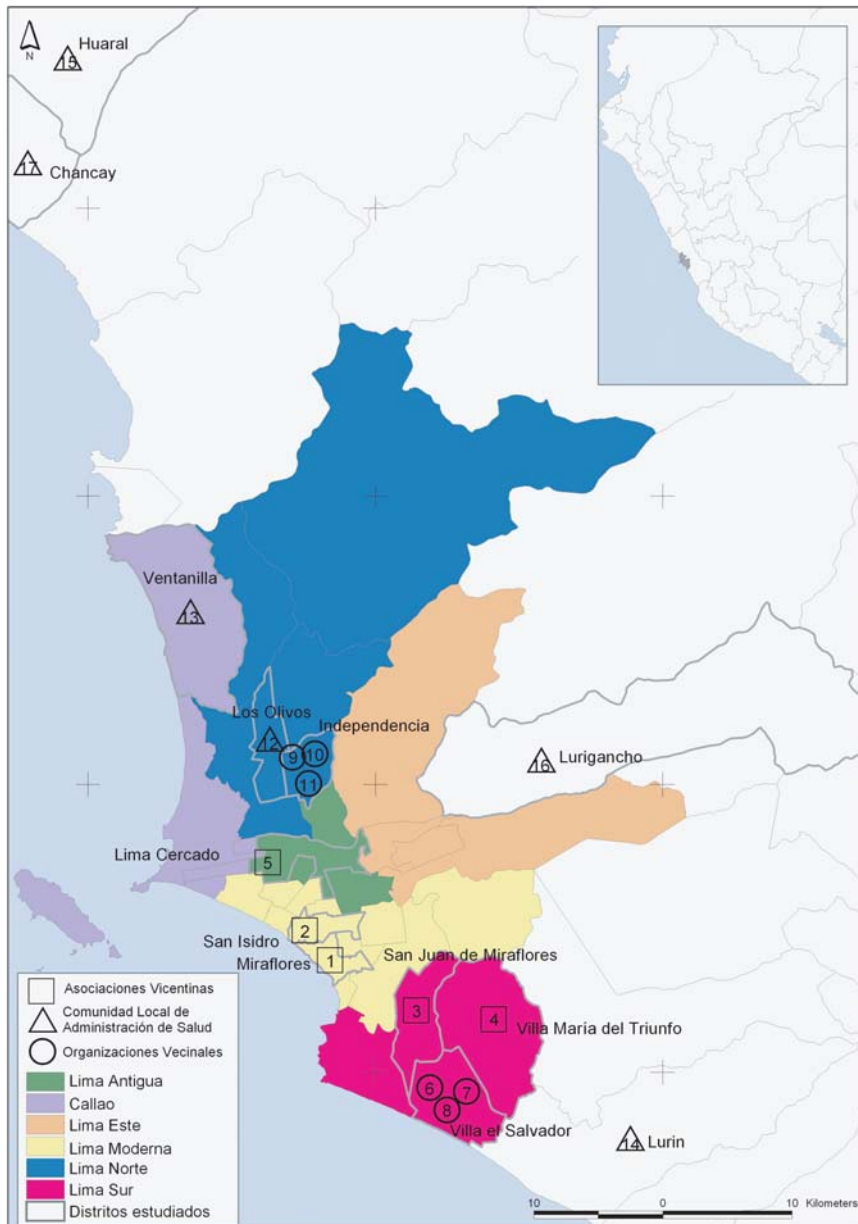 N
Huaral
15
17
Chancay
Ventanilla
13
Los Olivos
Independencia
12
9
10
11
Lurigancho
16
Lima Cercado
5
2
San Isidro
Miraflores
1
San Juan de Miraflores
3
4
Villa Maria del Triunfo
6
7
8
Villa el Salvador
14
Lurin
Asociaciones Vicentinas
Comunidad Local de
Administración de Salud
Organizaciones Vecinales
Lima Antigua
Callao
Lima Este
Lima Moderna
Lima Norte
Lima Sur
Distritos estudiados
10 0 10 Kilometers